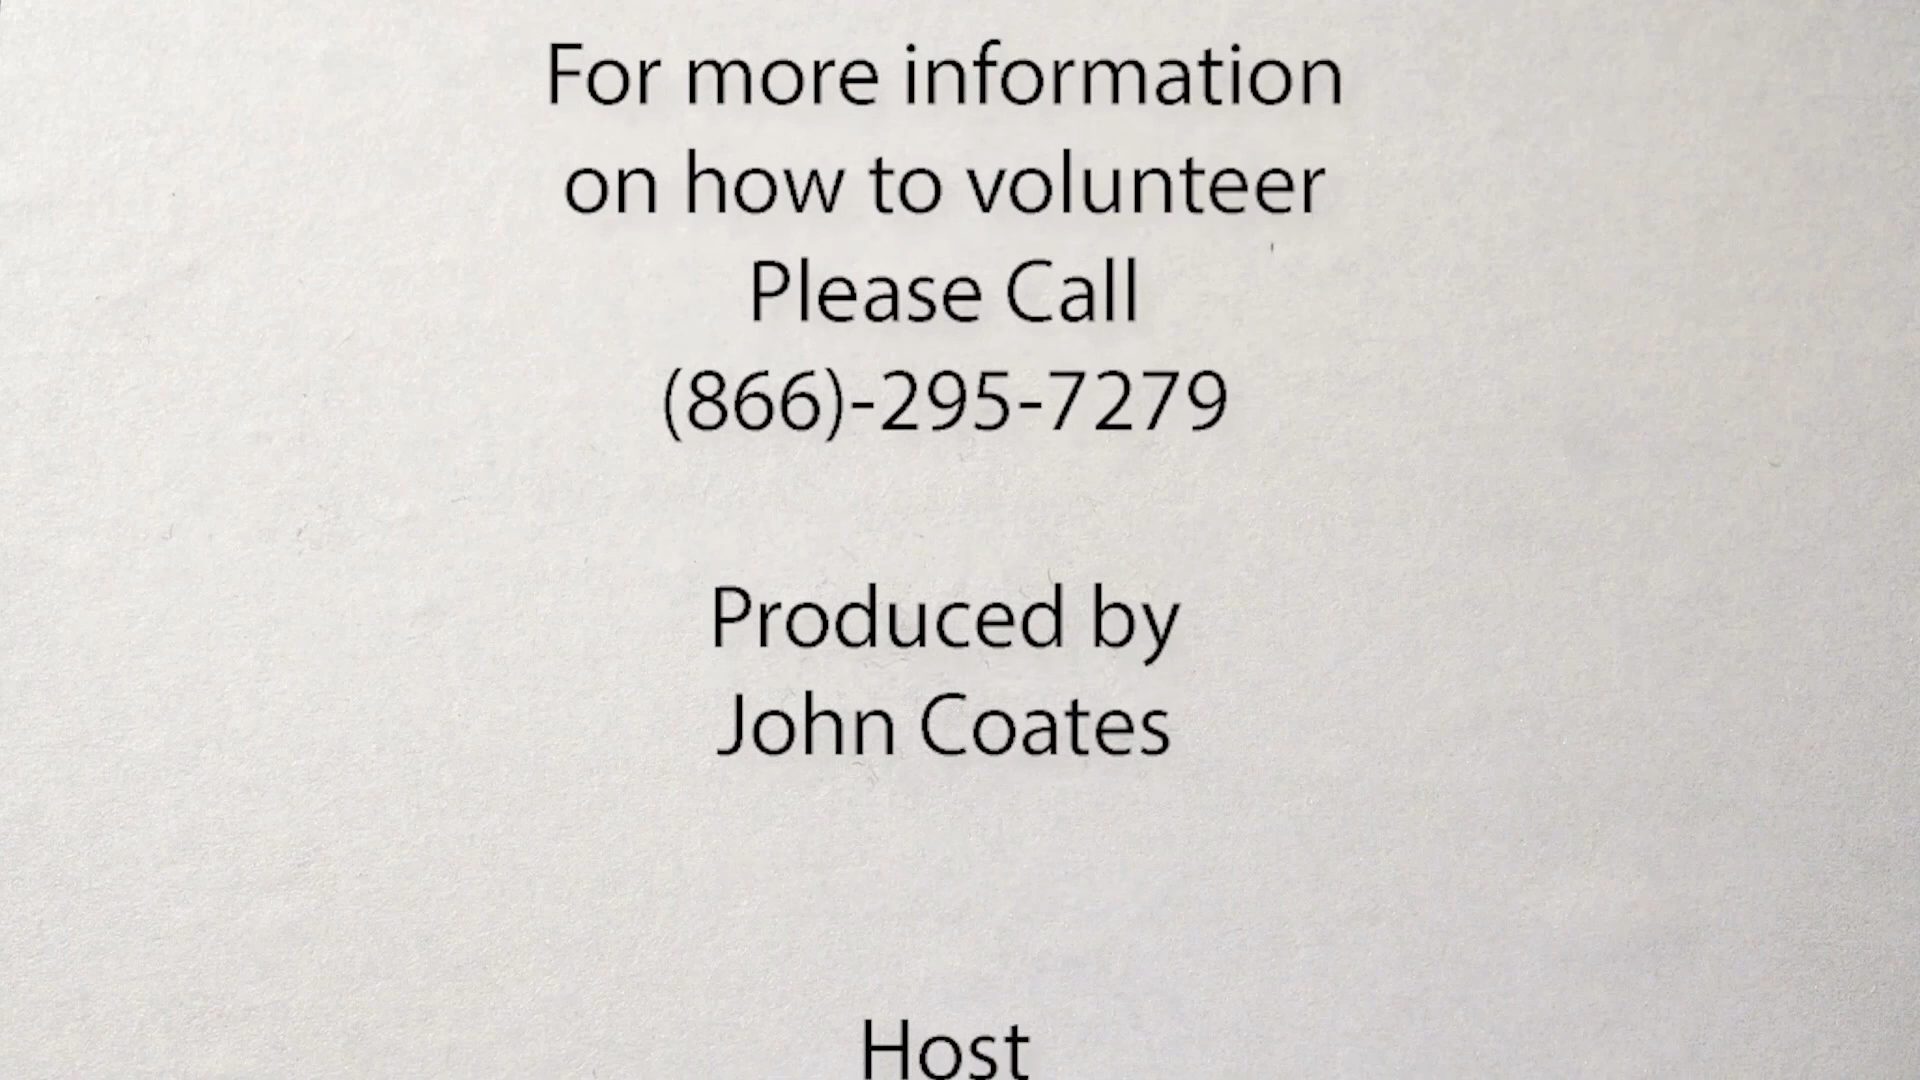 For more information
on how to volunteer
Please Call
(866)-295-7279
Produced by
John Coates
Host